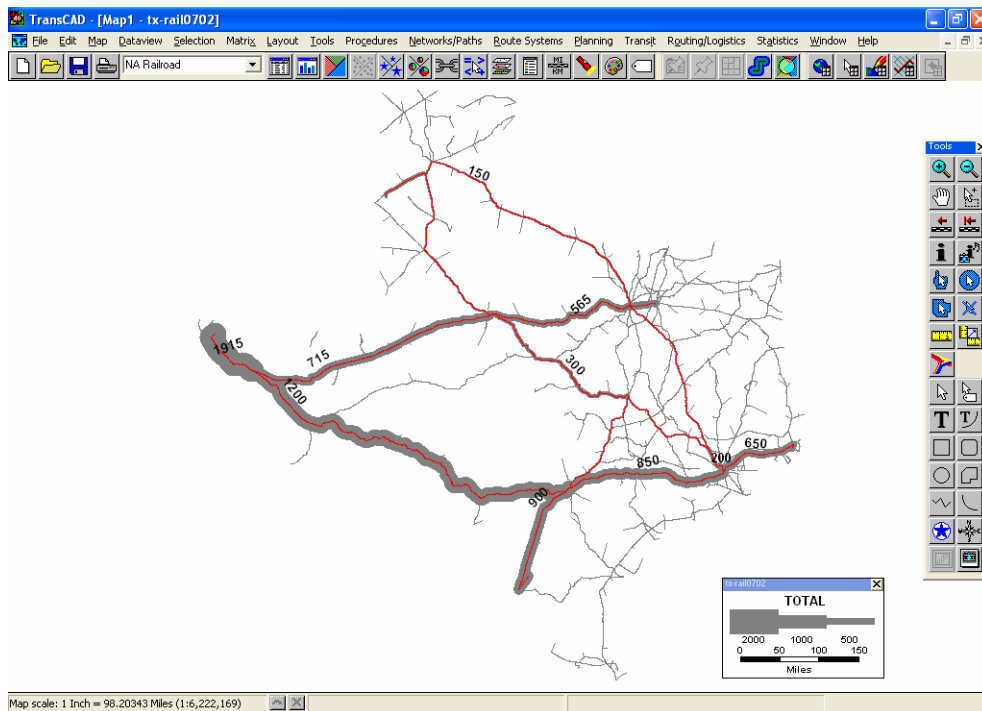 TransCAD - [Map1 - tx-rail0702]
File Edit Map Dataview Selection Matrix Layout Tools Procedures Networks/Paths Route Systems Planning Transit Routing/Logistics Statistics Window Help
NA Railroad
MI
KM
Tools
150
565
1915
715
300
1200
650
200
850
900
T T
tx-rail0702
TOTAL
2000 1000 500
0 50 100 150
Miles
Map scale: 1 Inch = 98.20343 Miles (1:6,222,169)